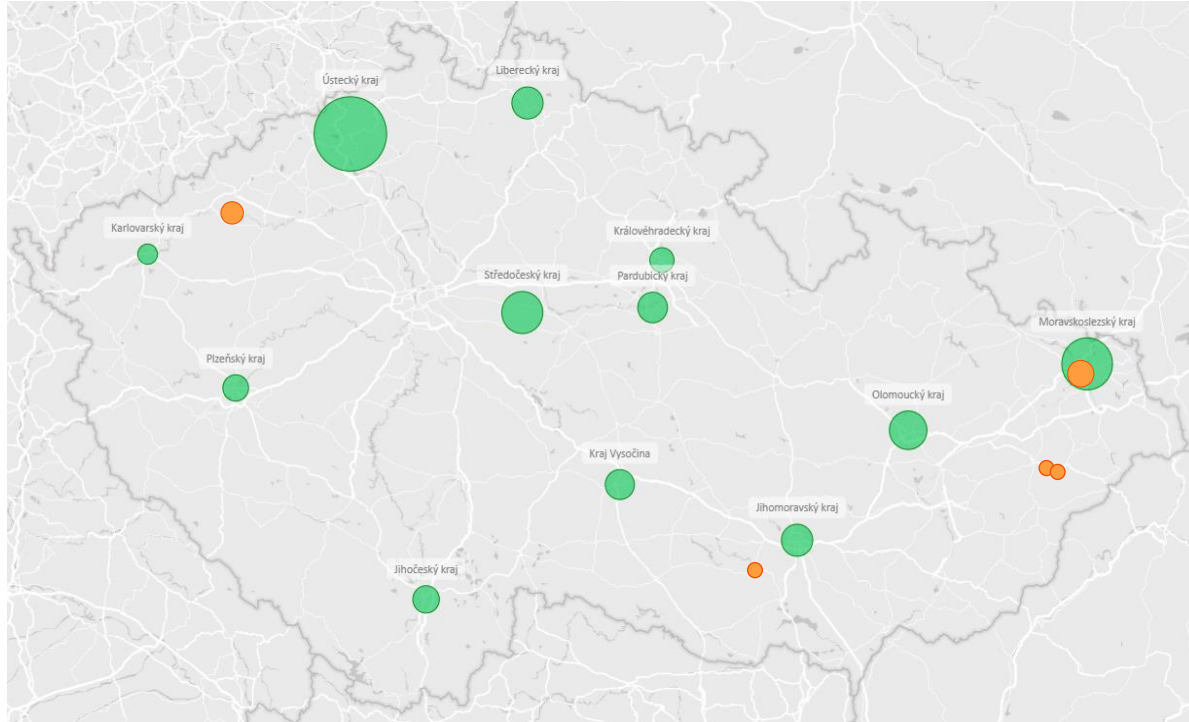 Liberecký kraj
Ústecký kraj
Karlovarský kraj
Královéhradecký kraj
Středočeský kraj
Pardubický kraj
Moravskoslezský kraj
Plzeňský kraj
Olomoucký kraj
Kraj Vysočina
Jihomoravský kraj
Jihočeský kraj